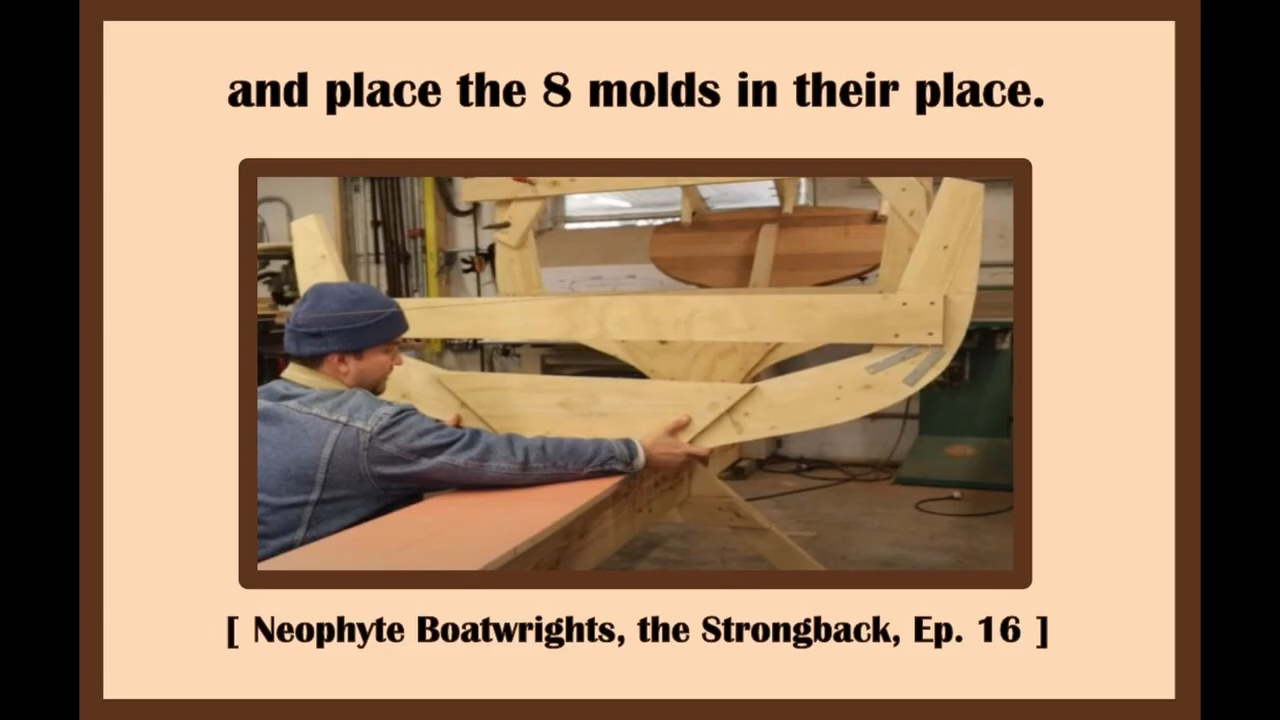 and place the 8 molds in their place.
[ Neophyte Boatwrights, the Strongback, Ep. 16 ]